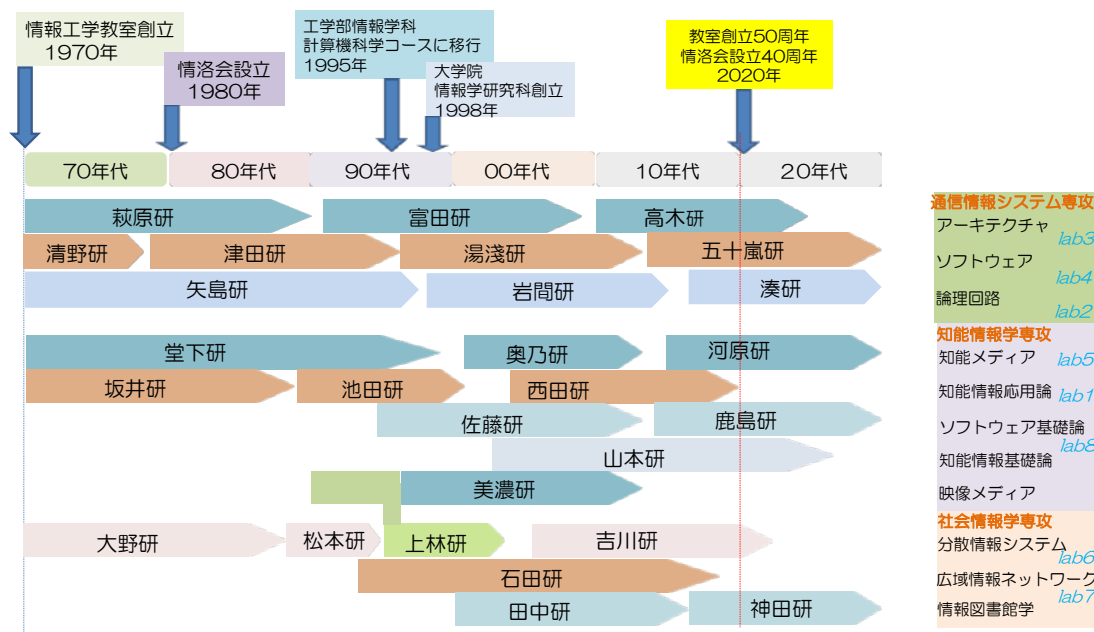 情報工学教室創立
1970年
情洛会設立
1980年
工学部情報学科
計算機科学コースに移行
1995年
大学院
情報学研究科創立
1998年
教室創立50周年
情洛会設立40周年
2020年
70年代
80年代
90年代
00年代
10年代
20年代
萩原研
富田研
高木研
清野研
津田研
湯淺研
五十嵐研
矢島研
岩間研
湊研
堂下研
奥乃研
河原研
坂井研
池田研
西田研
佐藤研
鹿島研
山本研
美濃研
大野研
松本研
上林研
吉川研
石田研
田中研
神田研
通信情報システム専攻
アーキテクチャ
lab3
ソフトウェア
lab4
論理回路
lab2
知能情報学専攻
知能メディア
lab5
知能情報応用論
lab1
ソフトウェア基礎論
lab8
知能情報基礎論
映像メディア
社会情報学専攻
分散情報システム
lab6
広域情報ネットワーク
lab7
情報図書館学